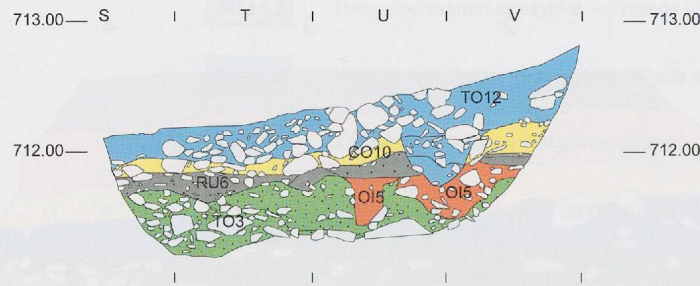 713.00 S T U V 713.00
TO12
712.00 CO10 712.00
RU6 OI5 OI5
TO3